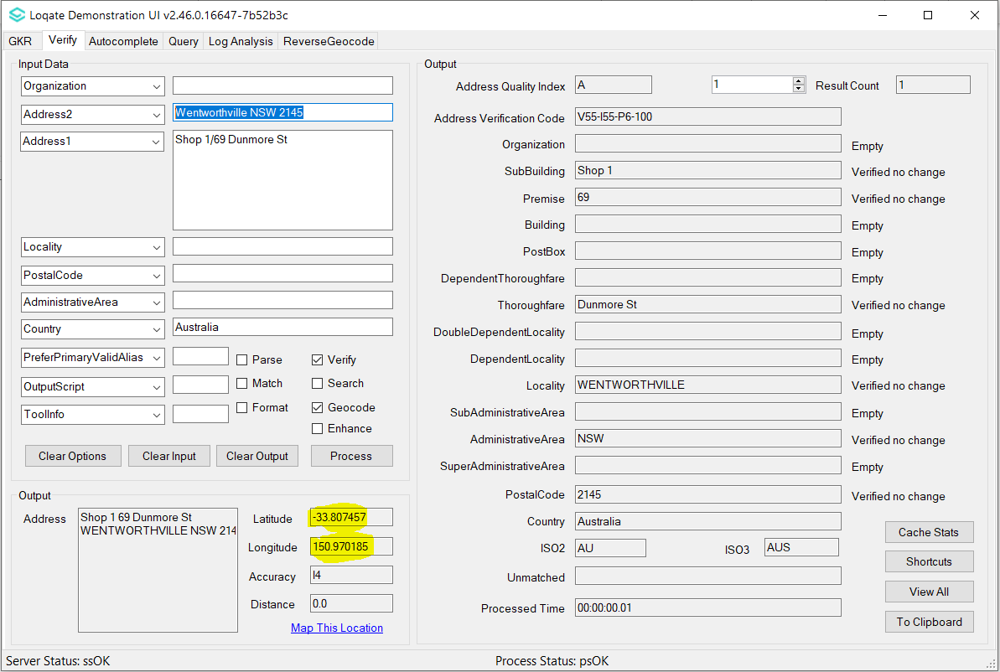 Loqate Demonstration UI v2.46.0.16647-7b52b3c
GKR Verify Autocomplete Query Log Analysis ReverseGeocode
Input Data
Organization
Address2 Wentworthville NSW 2145
Address1 Shop 1/69 Dunmore St
Locality
PostalCode
AdministrativeArea
Country Australia
PreferPrimaryValidAlias Parse Verify
OutputScript Match Search
ToolInfo Format Geocode
Enhance
Clear Options Clear Input Clear Output Process
Output
Address Shop 1 69 Dunmore St
WENTWORTHVILLE NSW 214
Latitude -33.807457
Longitude 150.970185
Accuracy I4
Distance 0.0
Map This Location
Output
Address Quality Index A 1 Result Count 1
Address Verification Code V55-I55-P6-100
Organization Empty
SubBuilding Shop 1 Verified no change
Premise 69 Verified no change
Building Empty
PostBox Empty
DependentThoroughfare Empty
Thoroughfare Dunmore St Verified no change
DoubleDependentLocality Empty
DependentLocality Empty
Locality WENTWORTHVILLE Verified no change
SubAdministrativeArea Empty
AdministrativeArea NSW Verified no change
SuperAdministrativeArea Empty
PostalCode 2145 Verified no change
Country Australia
ISO2 AU ISO3 AUS
Unmatched
Processed Time 00:00:00.01
Cache Stats
Shortcuts
View All
To Clipboard
Server Status: ssOK Process Status: psOK